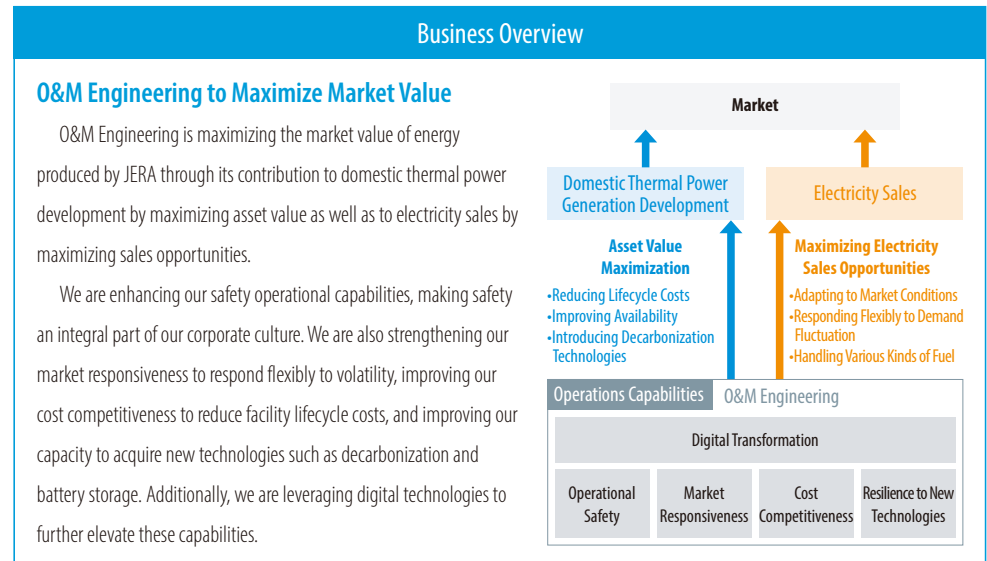 Business Overview
O&M Engineering to Maximize Market Value
O&M Engineering is maximizing the market value of energy
produced by JERA through its contribution to domestic thermal power
development by maximizing asset value as well as to electricity sales by
maximizing sales opportunities.
We are enhancing our safety operational capabilities, making safety
an integral part of our corporate culture. We are also strengthening our
market responsiveness to respond flexibly to volatility, improving our
cost competitiveness to reduce facility lifecycle costs, and improving our
capacity to acquire new technologies such as decarbonization and
battery storage. Additionally, we are leveraging digital technologies to
further elevate these capabilities.
Market
Domestic Thermal Power
Generation Development
Electricity Sales
Asset Value
Maximization
•Reducing Lifecycle Costs
•Improving Availability
•Introducing Decarbonization
Technologies
Maximizing Electricity
Sales Opportunities
•Adapting to Market Conditions
•Responding Flexibly to Demand
Fluctuation
•Handling Various Kinds of Fuel
Operations Capabilities
O&M Engineering
Digital Transformation
Operational
Safety
Market
Responsiveness
Cost
Competitiveness
Resilience to New
Technologies